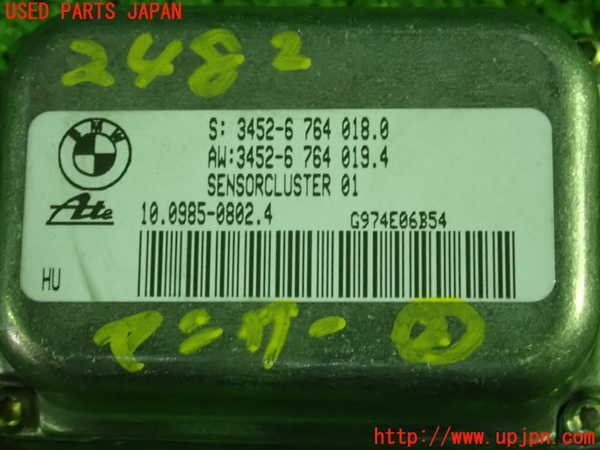 USED PARTS JAPAN
2482
BMW
S: 3452-6 764 018.0
AW:3452-6 764 019.4
SENSORCLUSTER 01
Ate
10.0985-0802.4
G974E06B54
HU
http://www.upjpn.com/